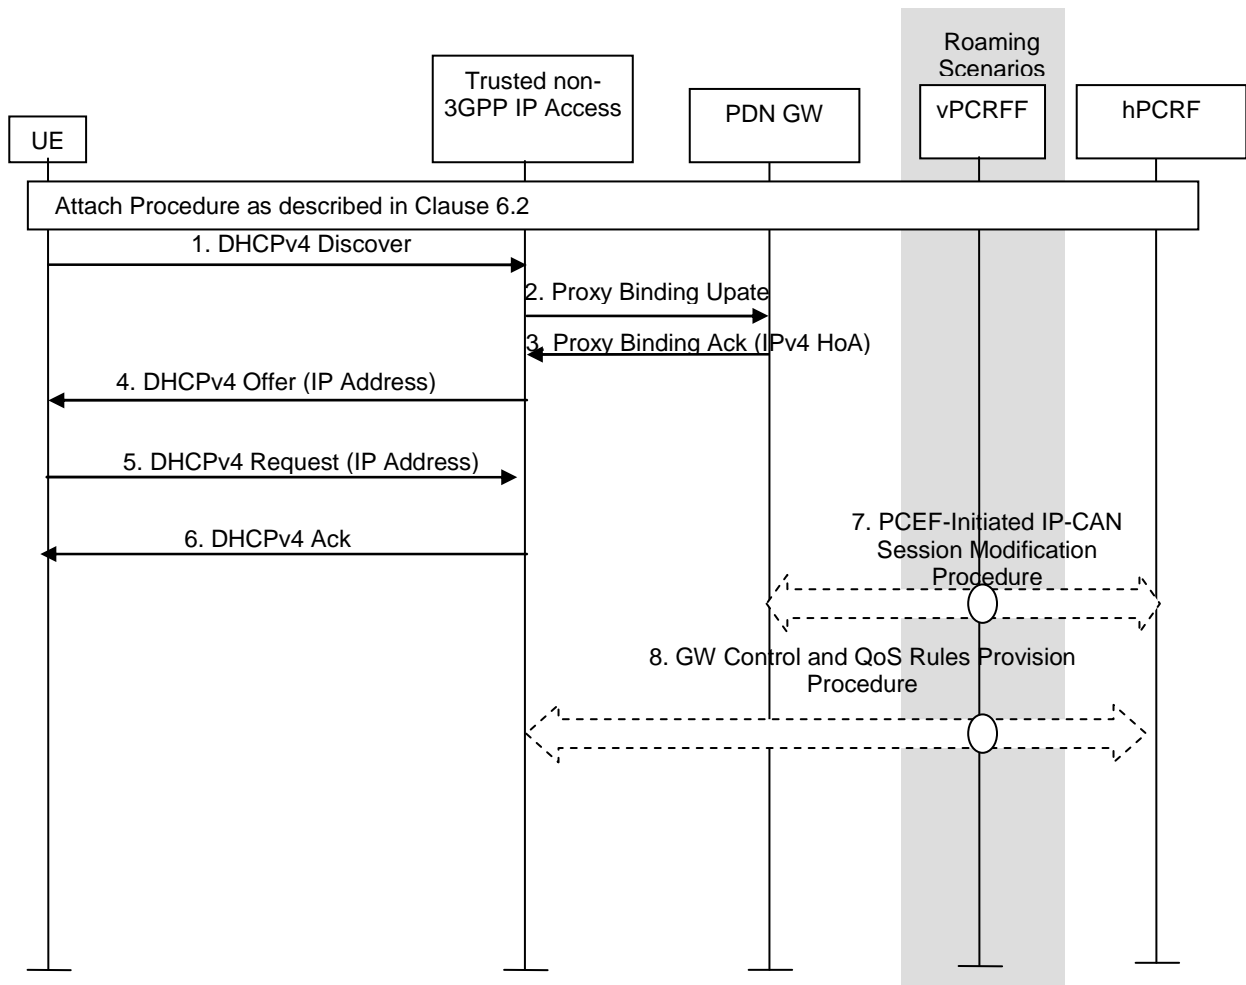 Roaming
Scenarios
Trusted non-
3GPP IP Access
PDN GW
vPCRFF
hPCRF
UE
Attach Procedure as described in Clause 6.2
1. DHCPv4 Discover
2. Proxy Binding Upate
3. Proxy Binding Ack (IPv4 HoA)
4. DHCPv4 Offer (IP Address)
5. DHCPv4 Request (IP Address)
6. DHCPv4 Ack
7. PCEF-Initiated IP-CAN
Session Modification
Procedure
8. GW Control and QoS Rules Provision
Procedure